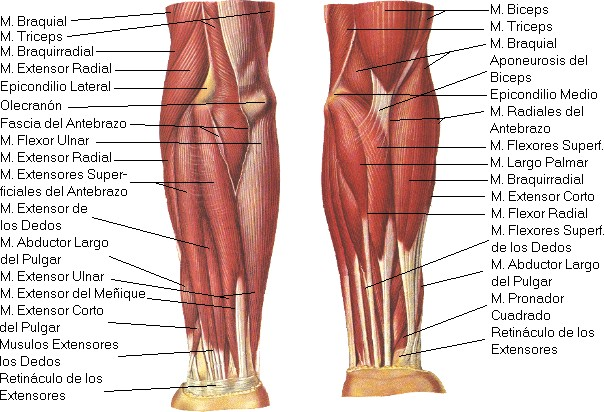 M. Braquial
M. Triceps
M. Braquirradial
M. Extensor Radial
Epicondilio Lateral
Olecranón
Fascia del Antebrazo
M. Flexor Ulnar
M. Extensor Radial
M. Extensores Super-
ficiales del Antebrazo
M. Extensor de
los Dedos
M. Abductor Largo
del Pulgar
M. Extensor Ulnar
M. Extensor del Meñique
M. Extensor Corto
del Pulgar
Musulos Extensores
los Dedos
Retináculo de los
Extensores
M. Biceps
M. Triceps
M. Braquial
Aponeurosis del
Biceps
Epicondilio Medio
M. Radiales del
Antebrazo
M. Flexores Superf.
M. Largo Palmar
M. Braquirradial
M. Extensor Corto
M. Flexor Radial
M. Flexores Superf.
de los Dedos
M. Abductor Largo
del Pulgar
M. Pronador
Cuadrado
Retináculo de los
Extensores